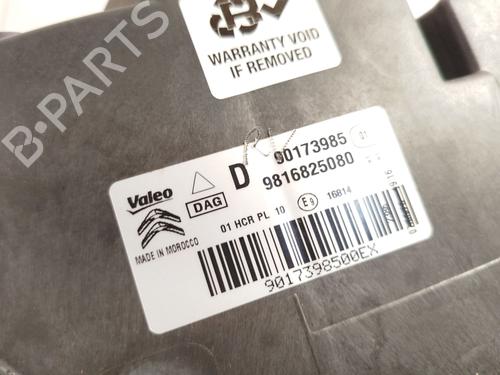 B-PARTS
WARRANTY VOID
IF REMOVED
Valeo
DAG
D
90173985
01
9816825080
MADE IN MOROCCO
01 HCR PL 10
E9
16814
9017398500EX